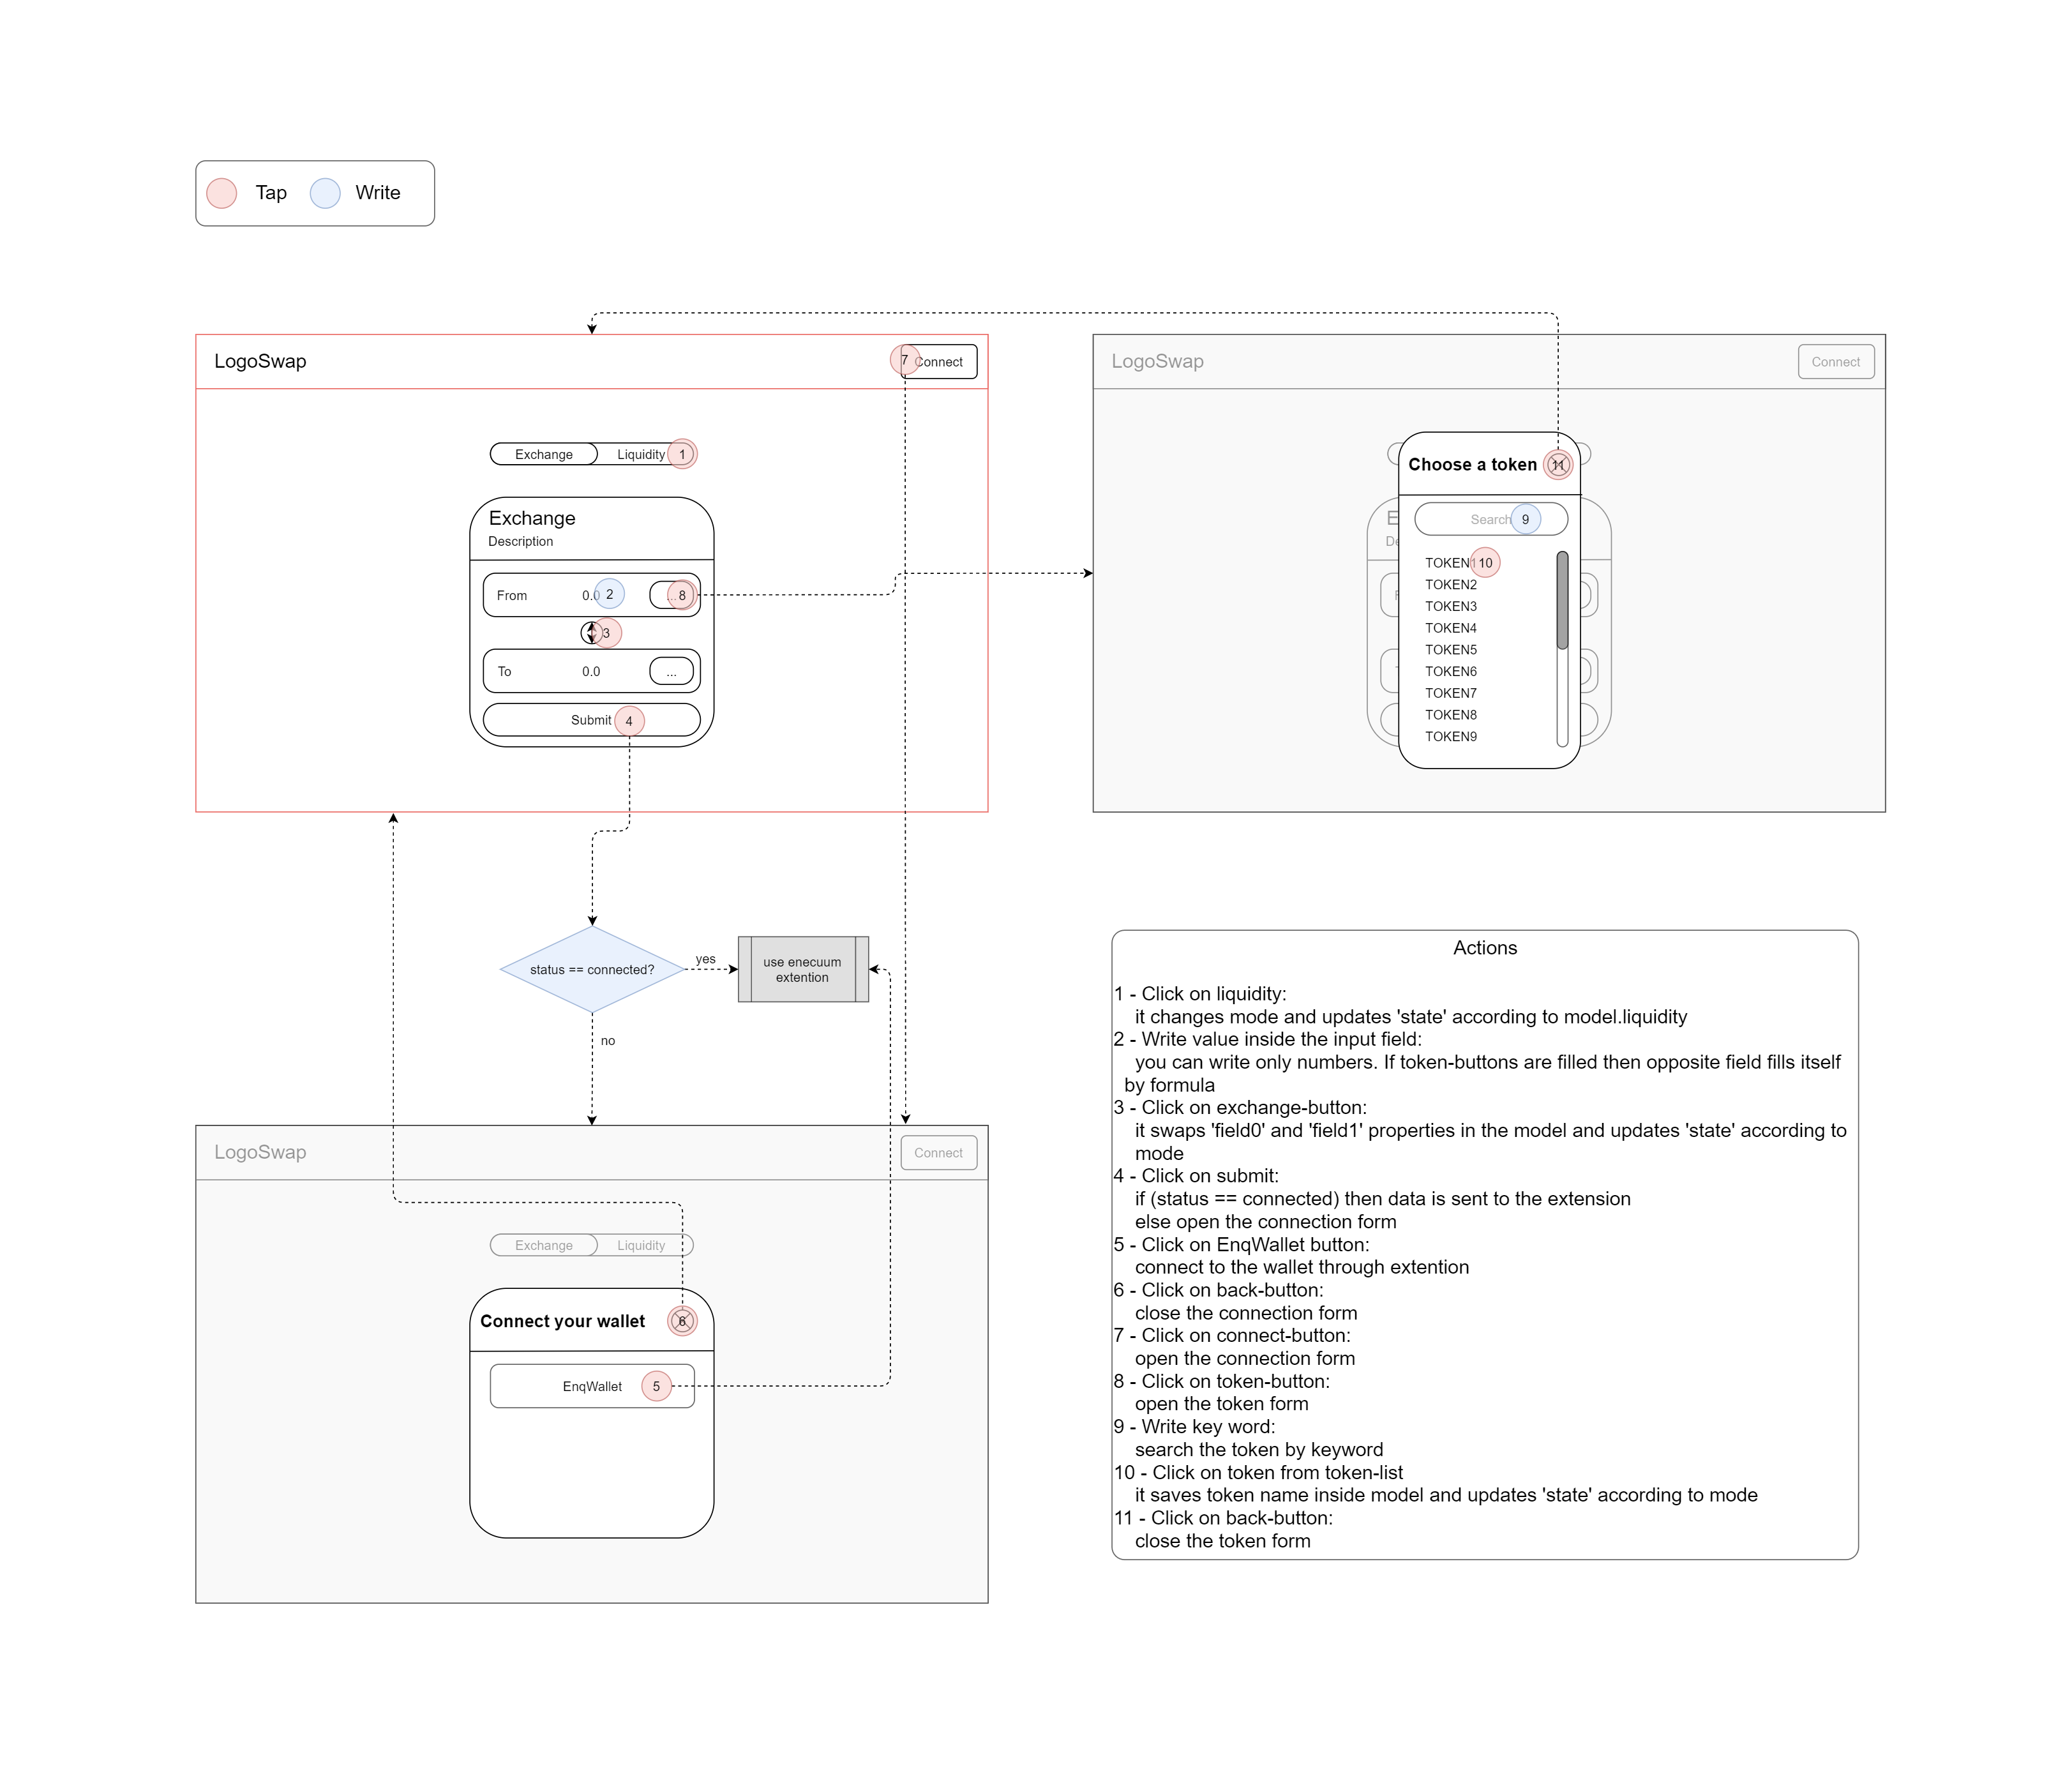 Tap
Write
LogoSwap
7
Connect
Exchange
Liquidity
1
Exchange
Description
From
0.0
2
...
8
3
To
0.0
...
Submit
4
LogoSwap
Connect
Choose a token
11
Search
9
TOKEN1
10
TOKEN2
TOKEN3
TOKEN4
TOKEN5
TOKEN6
TOKEN7
TOKEN8
TOKEN9
status == connected?
yes
use enecuum
extention
no
LogoSwap
Connect
Exchange
Liquidity
Connect your wallet
6
EnqWallet
5
Actions
1 - Click on liquidity:
it changes mode and updates 'state' according to model.liquidity
2 - Write value inside the input field:
you can write only numbers. If token-buttons are filled then opposite field fills itself
by formula
3 - Click on exchange-button:
it swaps 'field0' and 'field1' properties in the model and updates 'state' according to
mode
4 - Click on submit:
if (status == connected) then data is sent to the extension
else open the connection form
5 - Click on EnqWallet button:
connect to the wallet through extention
6 - Click on back-button:
close the connection form
7 - Click on connect-button:
open the connection form
8 - Click on token-button:
open the token form
9 - Write key word:
search the token by keyword
10 - Click on token from token-list
it saves token name inside model and updates 'state' according to mode
11 - Click on back-button:
close the token form